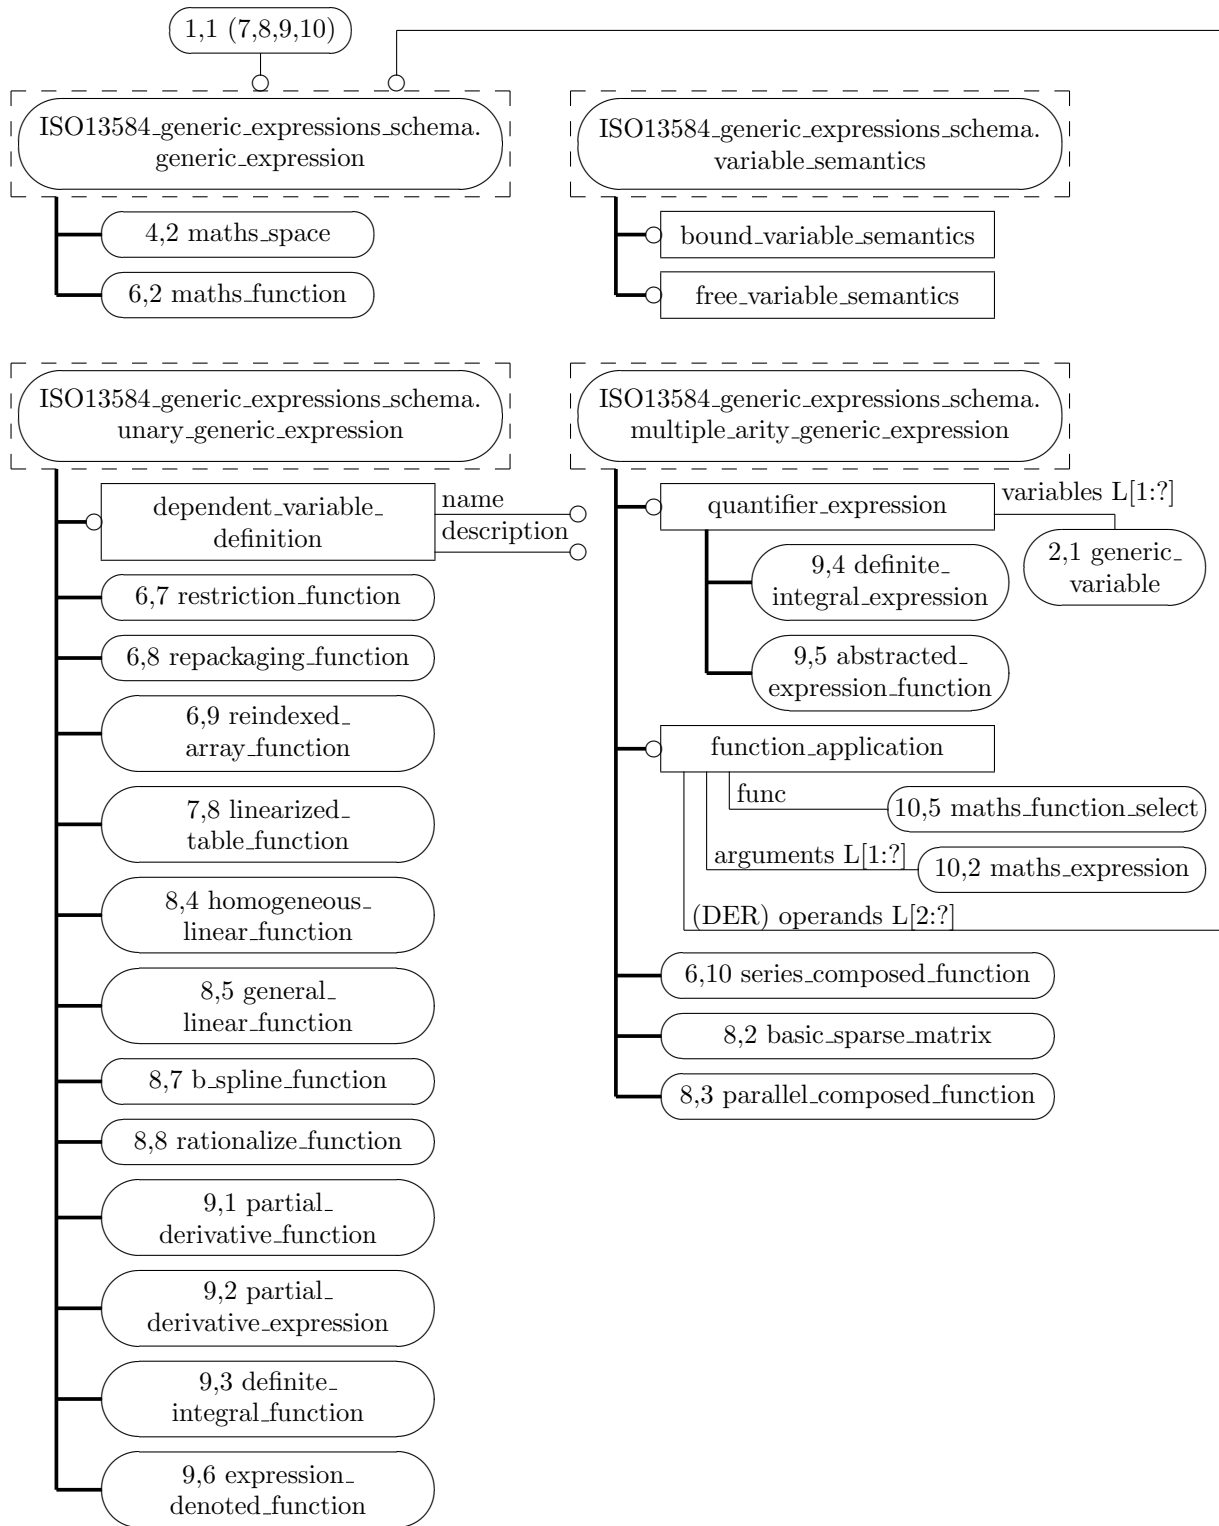 1,1 (7,8,9,10)
ISO13584_generic_expressions_schema.
generic_expression
4,2 maths_space
6,2 maths_function
ISO13584_generic_expressions_schema.
variable_semantics
bound_variable_semantics
free_variable_semantics
ISO13584_generic_expressions_schema.
unary_generic_expression
dependent_variable_
definition
name
description
6,7 restriction_function
6,8 repackaging_function
6,9 reindexed_
array_function
7,8 linearized_
table_function
8,4 homogeneous_
linear_function
8,5 general_
linear_function
8,7 b_spline_function
8,8 rationalize_function
9,1 partial_
derivative_function
9,2 partial_
derivative_expression
9,3 definite_
integral_function
9,6 expression_
denoted_function
ISO13584_generic_expressions_schema.
multiple_arity_generic_expression
quantifier_expression
variables L[1:?]
2,1 generic_
variable
9,4 definite_
integral_expression
9,5 abstracted_
expression_function
function_application
func
10,5 maths_function_select
arguments L[1:?]
10,2 maths_expression
(DER) operands L[2:?]
6,10 series_composed_function
8,2 basic_sparse_matrix
8,3 parallel_composed_function